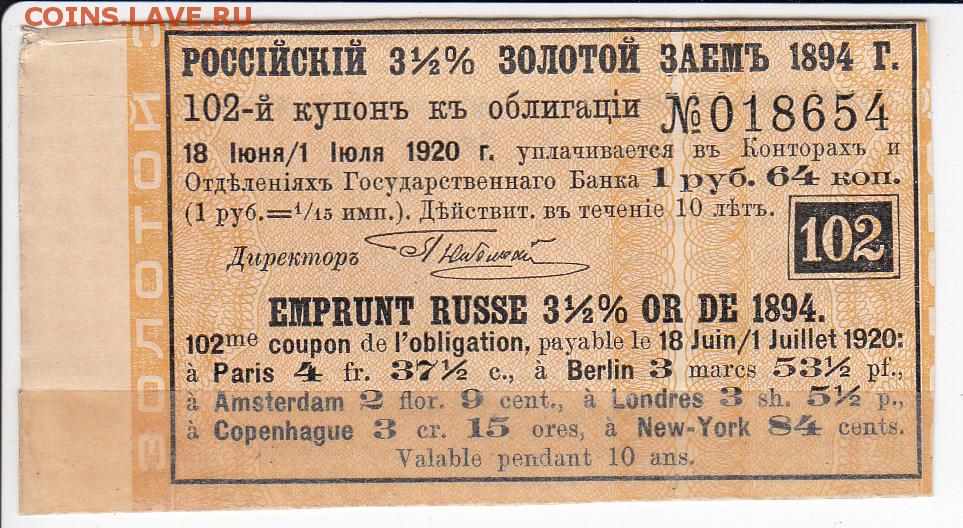 COINS.LAVE.RU
РОССІЙСКІЙ 3½% ЗОЛОТОЙ ЗАЕМЪ 1894 Г.
102-й купонъ къ облигаціи №018654
18 Іюня/1 Іюля 1920 г. уплачивается въ Конторахъ и
Отдѣленіяхъ Государственнаго Банка 1 руб. 64 коп.
(1 руб.=1/15 имп.). Дѣйствит. въ теченіе 10 лѣтъ.
102
Директоръ
EMPRUNT RUSSE 3½% OR DE 1894.
102me coupon de l'obligation, payable le 18 Juin/1 Juillet 1920:
à Paris 4 fr. 37½ c., à Berlin 3 marcs 53½ pf.,
à Amsterdam 2 flor. 9 cent., à Londres 3 sh. 5½ p.,
à Copenhague 3 cr. 15 ores, à New-York 84 cents.
Valable pendant 10 ans.